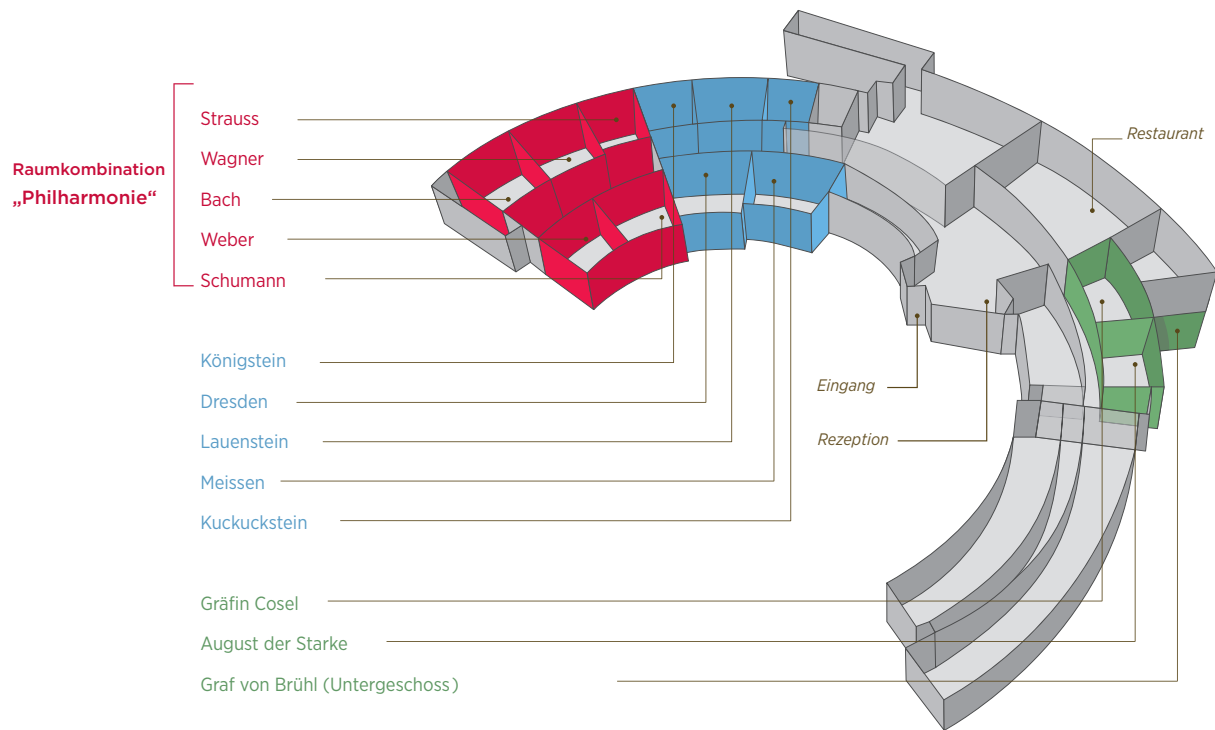 Raumkombination
„Philharmonie“
Strauss
Wagner
Bach
Weber
Schumann
Königstein
Dresden
Lauenstein
Meissen
Kuckuckstein
Gräfin Cosel
August der Starke
Graf von Brühl (Untergeschoss)
Restaurant
Eingang
Rezeption